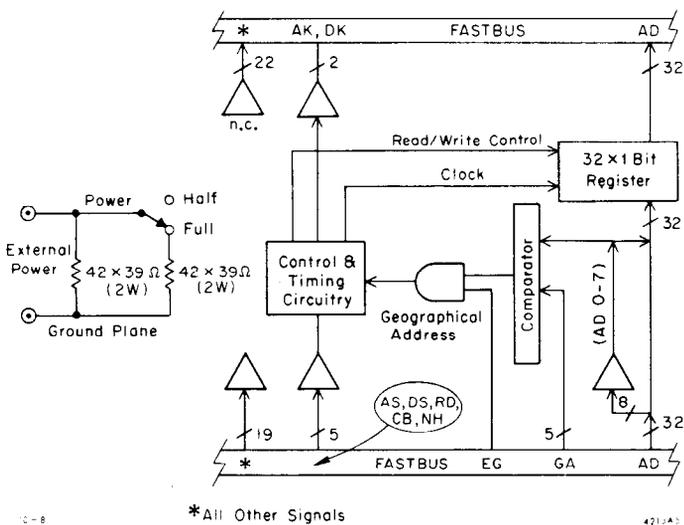 * AK, DK FASTBUS AD
22 2 32
n.c.
Read/Write Control
32 × 1 Bit
Register
Clock
Half
Power
Full
32
External
Power
42 × 39Ω
(2W)
42 × 39Ω
(2W)
Ground Plane
Control &
Timing
Circuitry
Geographical
Address
Comparator
(AD 0-7)
AS, DS, RD,
CB, NH
8
19 5 5 32
* FASTBUS EG GA AD
*All Other Signals